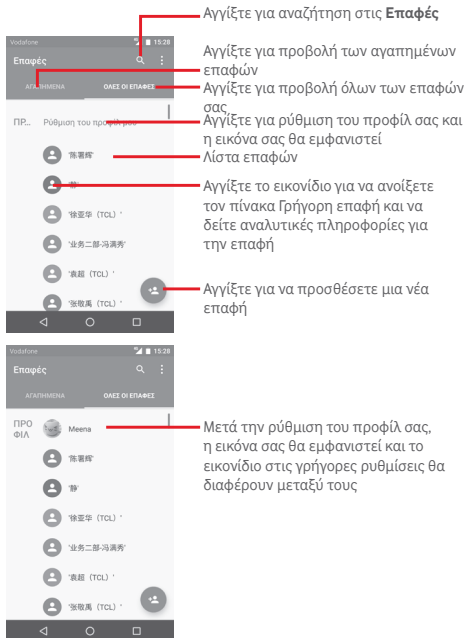 Αγγίξτε για αναζήτηση στις Επαφές
Vodafone 4G 15:28
Επαφές
ΑΓΑΠΗΜΕΝΑ ΟΛΕΣ ΟΙ ΕΠΑΦΕΣ
ΠΡ... Ρύθμιση του προφίλ μου
'陈署辉'
'静'
'徐亚华（TCL）'
'业务二部-冯满秀'
'袁超（TCL）'
'张敬禹（TCL）'
Αγγίξτε για προβολή των αγαπημένων
επαφών
Αγγίξτε για προβολή όλων των επαφών
σας
Αγγίξτε για ρύθμιση του προφίλ σας και
η εικόνα σας θα εμφανιστεί
Λίστα επαφών
Αγγίξτε το εικονίδιο για να ανοίξετε
τον πίνακα Γρήγορη επαφή και να
δείτε αναλυτικές πληροφορίες για
την επαφή
Αγγίξτε για να προσθέσετε μια νέα
επαφή
Vodafone 4G 15:28
Επαφές
ΑΓΑΠΗΜΕΝΑ ΟΛΕΣ ΟΙ ΕΠΑΦΕΣ
ΠΡΟ
ΦΙΛ
Meena
'陈署辉'
'静'
'徐亚华（TCL）'
'业务二部-冯满秀'
'袁超（TCL）'
'张敬禹（TCL）'
Μετά την ρύθμιση του προφίλ σας,
η εικόνα σας θα εμφανιστεί και το
εικονίδιο στις γρήγορες ρυθμίσεις θα
διαφέρουν μεταξύ τους